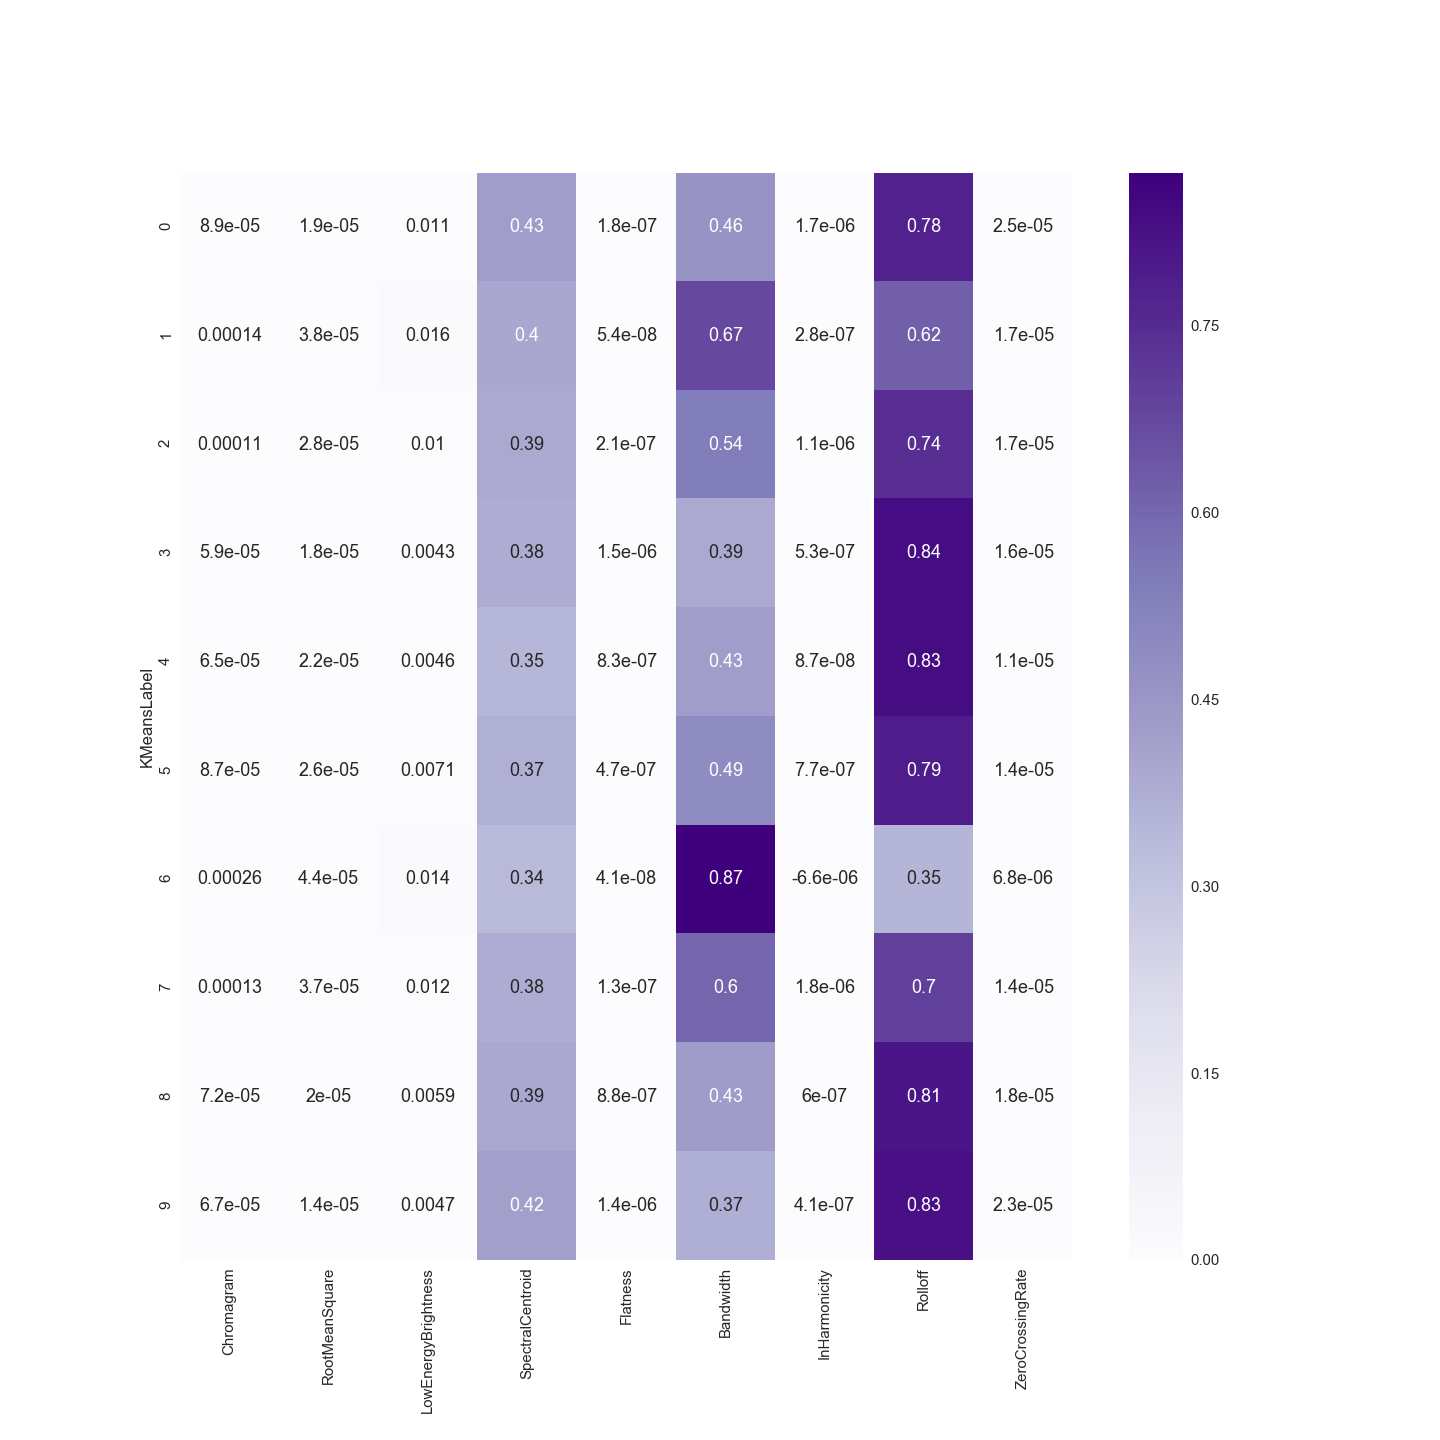 0 8.9e-05 1.9e-05 0.011 0.43 1.8e-07 0.46 1.7e-06 0.78 2.5e-05
1 0.00014 3.8e-05 0.016 0.4 5.4e-08 0.67 2.8e-07 0.62 1.7e-05
2 0.00011 2.8e-05 0.01 0.39 2.1e-07 0.54 1.1e-06 0.74 1.7e-05
3 5.9e-05 1.8e-05 0.0043 0.38 1.5e-06 0.39 5.3e-07 0.84 1.6e-05
4 6.5e-05 2.2e-05 0.0046 0.35 8.3e-07 0.43 8.7e-08 0.83 1.1e-05
5 8.7e-05 2.6e-05 0.0071 0.37 4.7e-07 0.49 7.7e-07 0.79 1.4e-05
6 0.00026 4.4e-05 0.014 0.34 4.1e-08 0.87 -6.6e-06 0.35 6.8e-06
7 0.00013 3.7e-05 0.012 0.38 1.3e-07 0.6 1.8e-06 0.7 1.4e-05
8 7.2e-05 2e-05 0.0059 0.39 8.8e-07 0.43 6e-07 0.81 1.8e-05
9 6.7e-05 1.4e-05 0.0047 0.42 1.4e-06 0.37 4.1e-07 0.83 2.3e-05
KMeansLabel
Chromagram
RootMeanSquare
LowEnergyBrightness
SpectralCentroid
Flatness
Bandwidth
InHarmonicity
Rolloff
ZeroCrossingRate
0.75
0.60
0.45
0.30
0.15
0.00